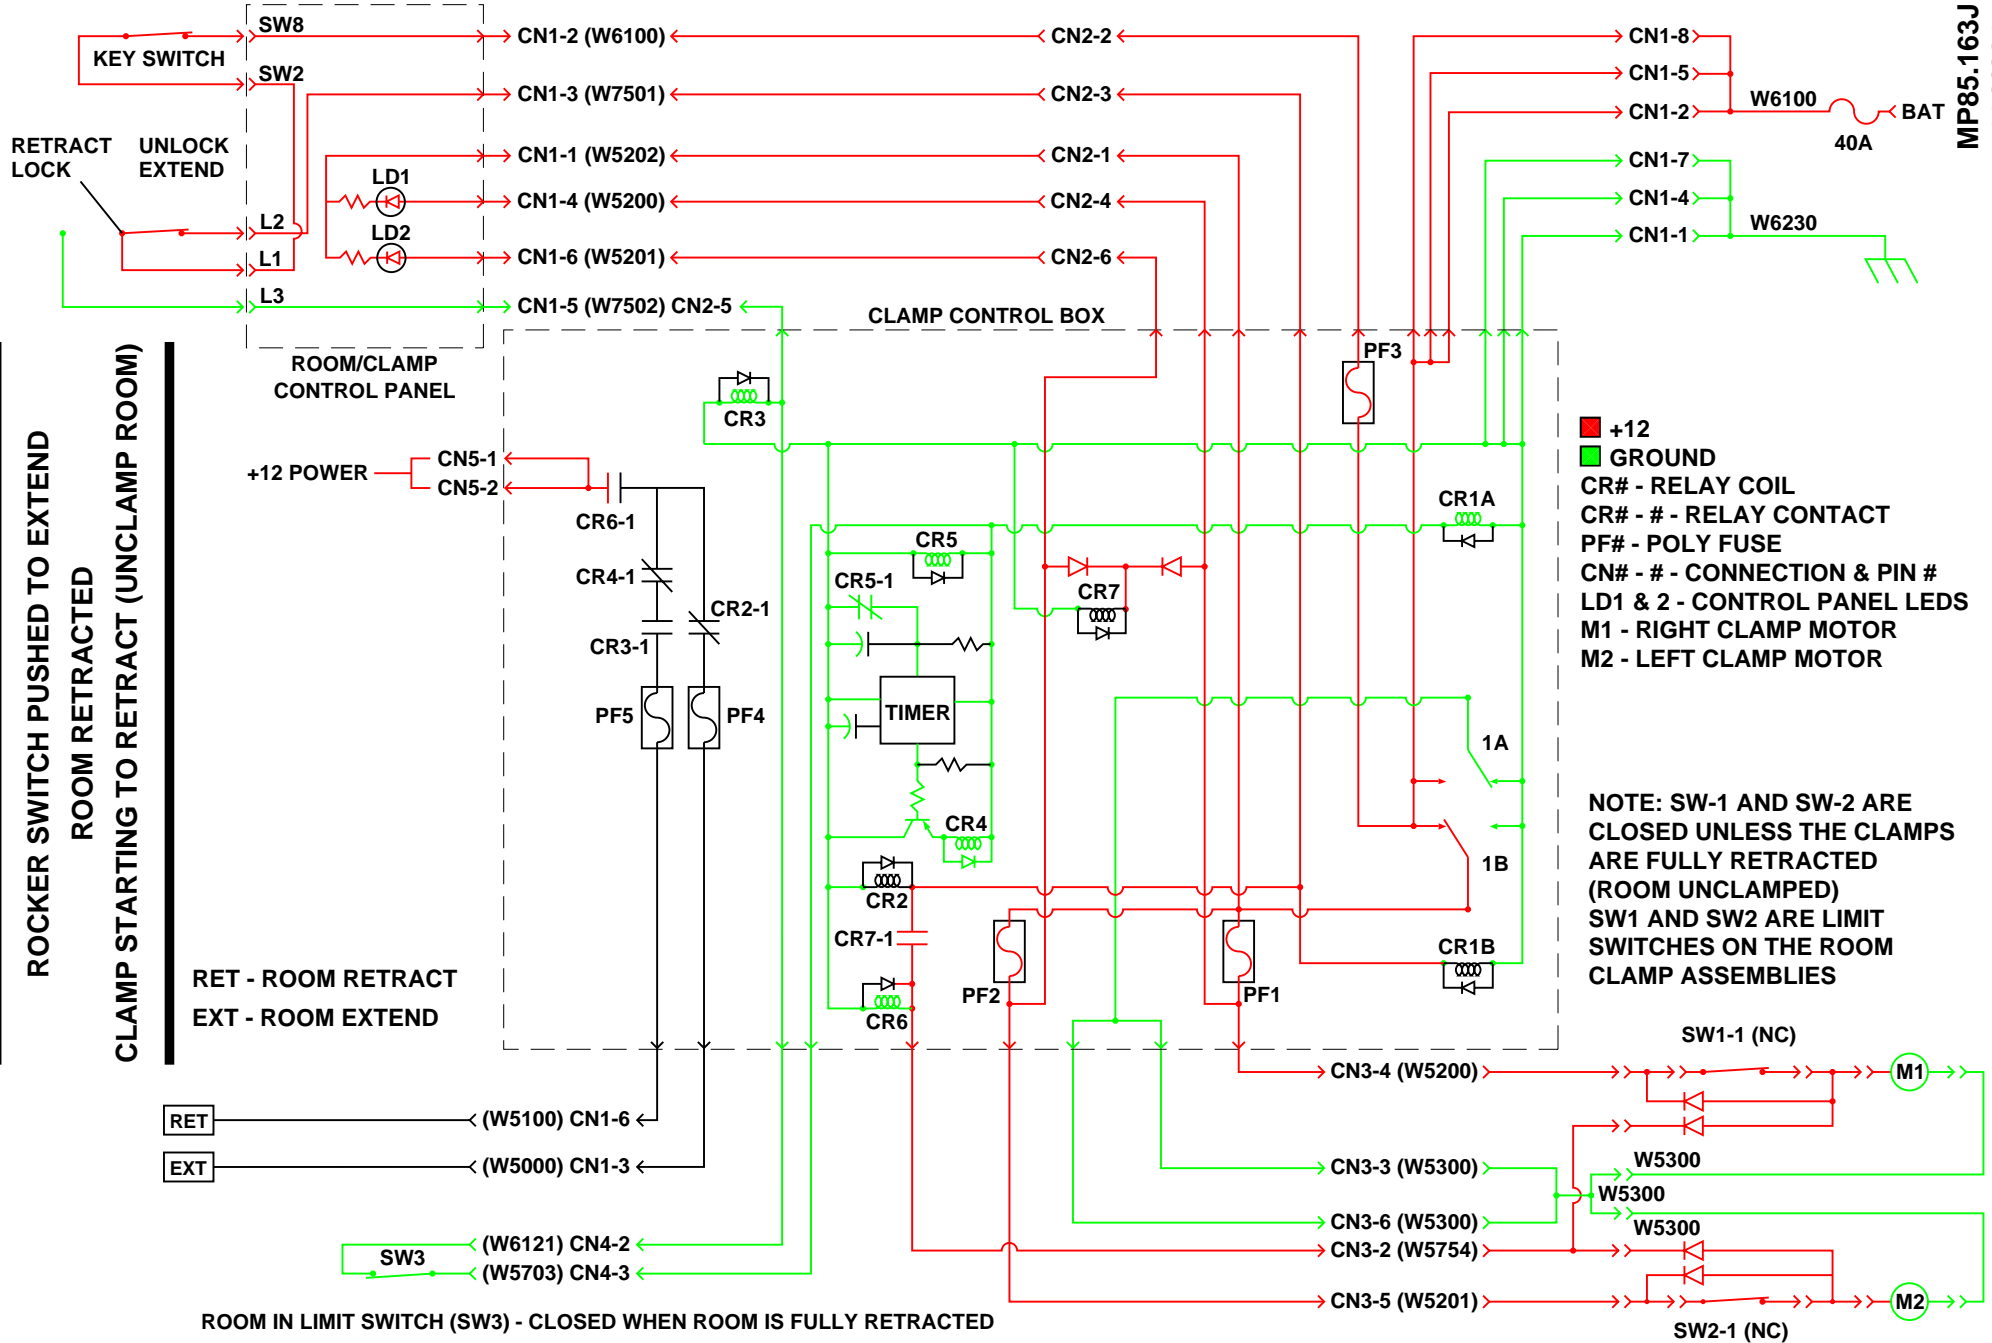 SW8
KEY SWITCH
SW2
RETRACT
LOCK
UNLOCK
EXTEND
L2
L1
L3
LD1
LD2
CN1-2 (W6100)
CN1-3 (W7501)
CN1-1 (W5202)
CN1-4 (W5200)
CN1-6 (W5201)
CN1-5 (W7502) CN2-5
CN2-2
CN2-3
CN2-1
CN2-4
CN2-6
CN1-8
CN1-5
CN1-2
CN1-7
CN1-4
CN1-1
W6100
40A
BAT
W6230
MP85.163J
ROOM/CLAMP
CONTROL PANEL
CLAMP CONTROL BOX
ROCKER SWITCH PUSHED TO EXTEND
ROOM RETRACTED
CLAMP STARTING TO RETRACT (UNCLAMP ROOM)
+12 POWER
CN5-1
CN5-2
CR6-1
CR4-1
CR3-1
CR2-1
PF5
PF4
CR3
CR5
CR5-1
TIMER
CR4
CR2
CR7-1
CR6
CR7
PF3
CR1A
1A
1B
CR1B
PF2
PF1
+12
GROUND
CR# - RELAY COIL
CR# - # - RELAY CONTACT
PF# - POLY FUSE
CN# - # - CONNECTION & PIN #
LD1 & 2 - CONTROL PANEL LEDS
M1 - RIGHT CLAMP MOTOR
M2 - LEFT CLAMP MOTOR
NOTE: SW-1 AND SW-2 ARE
CLOSED UNLESS THE CLAMPS
ARE FULLY RETRACTED
(ROOM UNCLAMPED)
SW1 AND SW2 ARE LIMIT
SWITCHES ON THE ROOM
CLAMP ASSEMBLIES
RET - ROOM RETRACT
EXT - ROOM EXTEND
RET
(W5100) CN1-6
EXT
(W5000) CN1-3
(W6121) CN4-2
SW3
(W5703) CN4-3
ROOM IN LIMIT SWITCH (SW3) - CLOSED WHEN ROOM IS FULLY RETRACTED
SW1-1 (NC)
CN3-4 (W5200)
M1
CN3-3 (W5300)
W5300
W5300
CN3-6 (W5300)
W5300
CN3-2 (W5754)
CN3-5 (W5201)
M2
SW2-1 (NC)